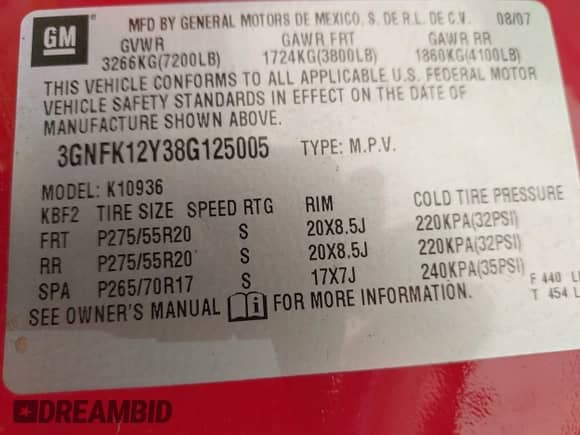 GM
MFD BY GENERAL MOTORS DE MEXICO, S. DE R.L. DE C.V. 08/07
GVWR GAWR FRT GAWR RR
3266KG(7200LB) 1724KG(3800LB) 1860KG(4100LB)
THIS VEHICLE CONFORMS TO ALL APPLICABLE U.S. FEDERAL MOTOR
VEHICLE SAFETY STANDARDS IN EFFECT ON THE DATE OF
MANUFACTURE SHOWN ABOVE.
3GNFK12Y38G125005 TYPE: M.P.V.
MODEL: K10936
KBF2 TIRE SIZE SPEED RTG RIM COLD TIRE PRESSURE
FRT P275/55R20 S 20X8.5J 220KPA(32PSI)
RR P275/55R20 S 20X8.5J 220KPA(32PSI)
SPA P265/70R17 S 17X7J 240KPA(35PSI)
F 440 L
T 454 L
SEE OWNER'S MANUAL FOR MORE INFORMATION.
DREAMBID